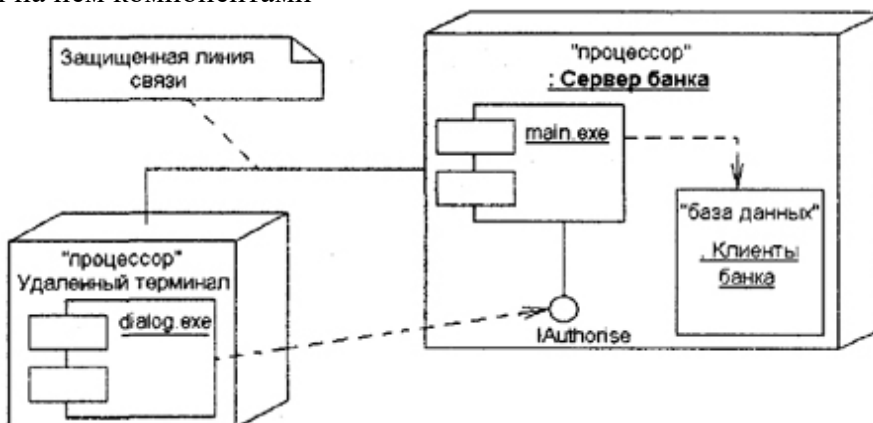 на нем компонентами
Защищенная линия
связи
"процессор"
: Сервер банка
main.exe
"база данных"
. Клиенты
банка
IAuthorise
"процессор"
Удаленный терминал
dialog.exe